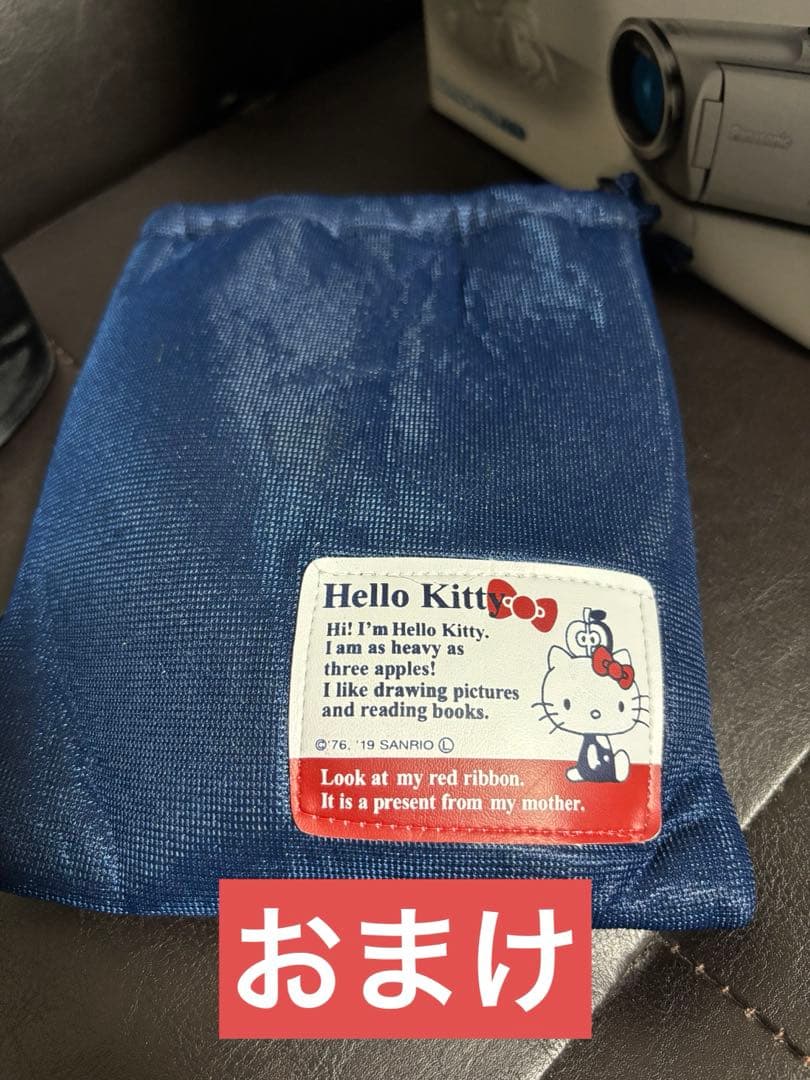 Panasonic
Hello Kitty
Hi! I'm Hello Kitty.
I am as heavy as
three apples!
I like drawing pictures
and reading books.
©'76, '19 SANRIO Ⓛ
Look at my red ribbon.
It is a present from my mother.
おまけ